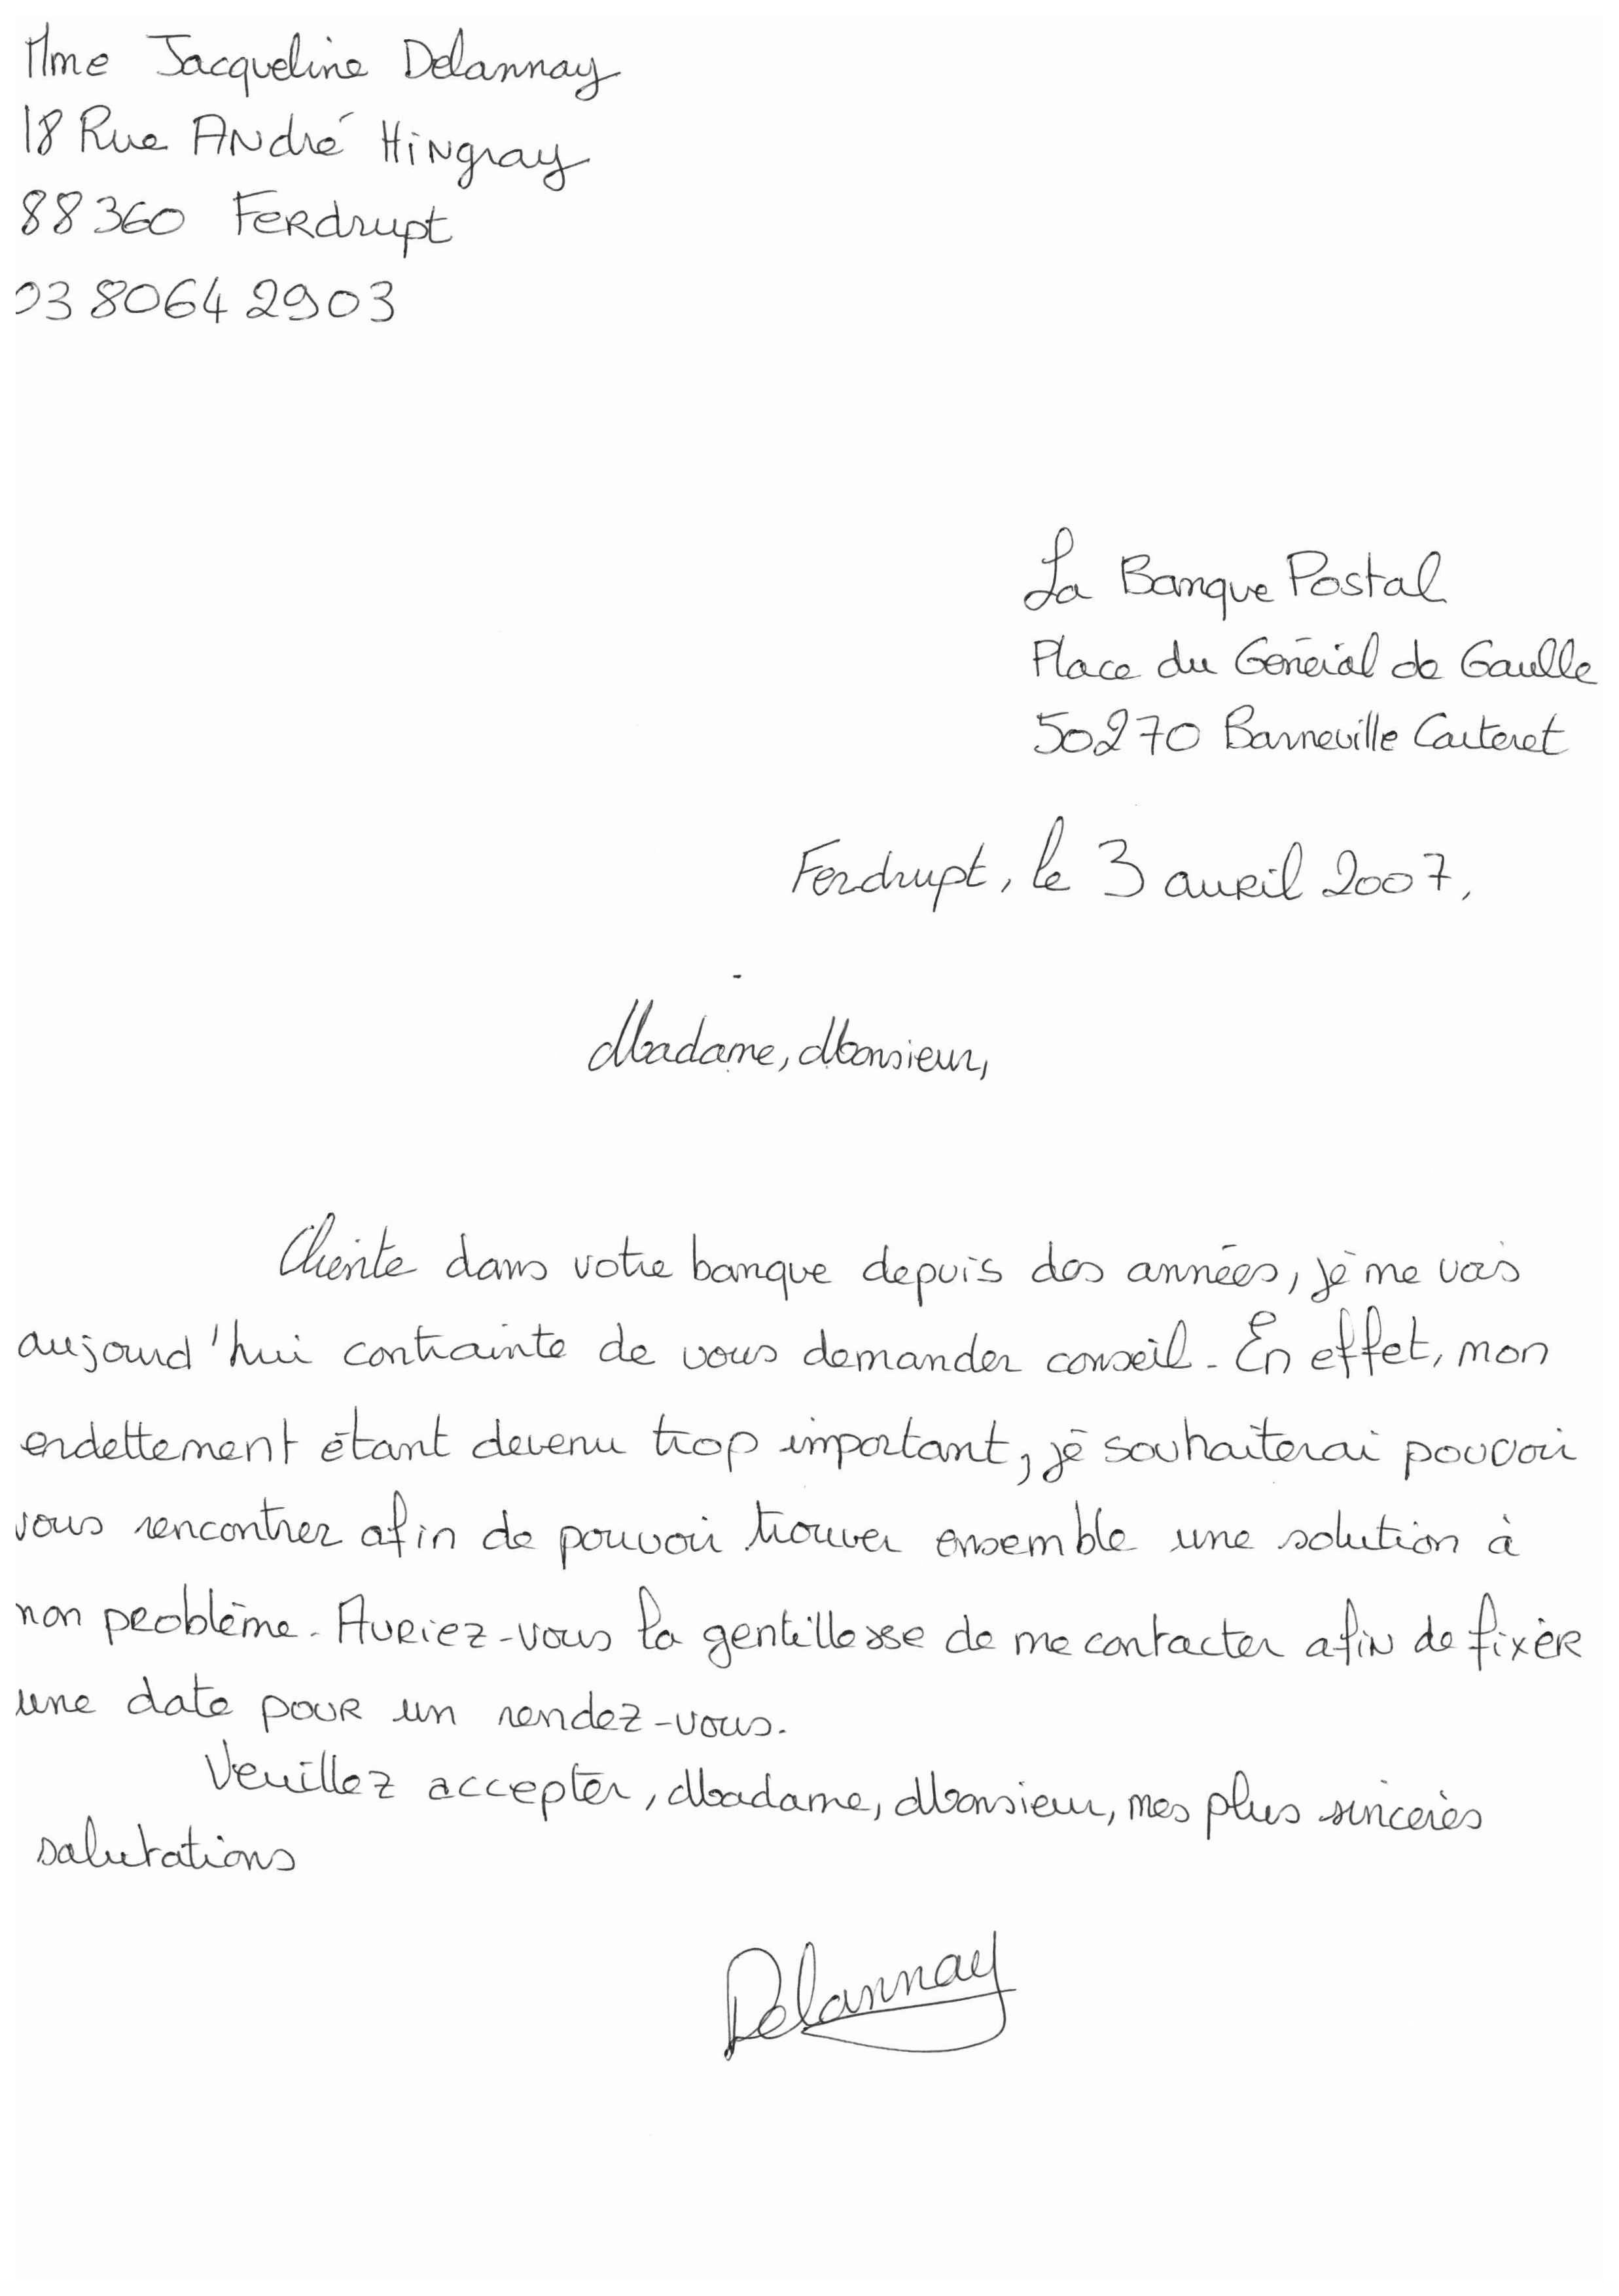 Mme Jacqueline Delannay
18 Rue André Hingray
88360 Ferdrupt
03 80 64 29 03
La Banque Postal
Place du Général de Gaulle
50270 Barneville Carteret
Ferdrupt, le 3 avril 2007,
Madame, Monsieur,
Cliente dans votre banque depuis des années, je me vois
aujourd'hui contrainte de vous demander conseil. En effet, mon
endettement étant devenu trop important, je souhaiterai pouvoir
vous rencontrer afin de pouvoir trouver ensemble une solution à
mon problème. Auriez-vous la gentillesse de me contacter afin de fixer
une date pour un rendez-vous.
Veuillez accepter, Madame, Monsieur, mes plus sincères
salutations
Delannay